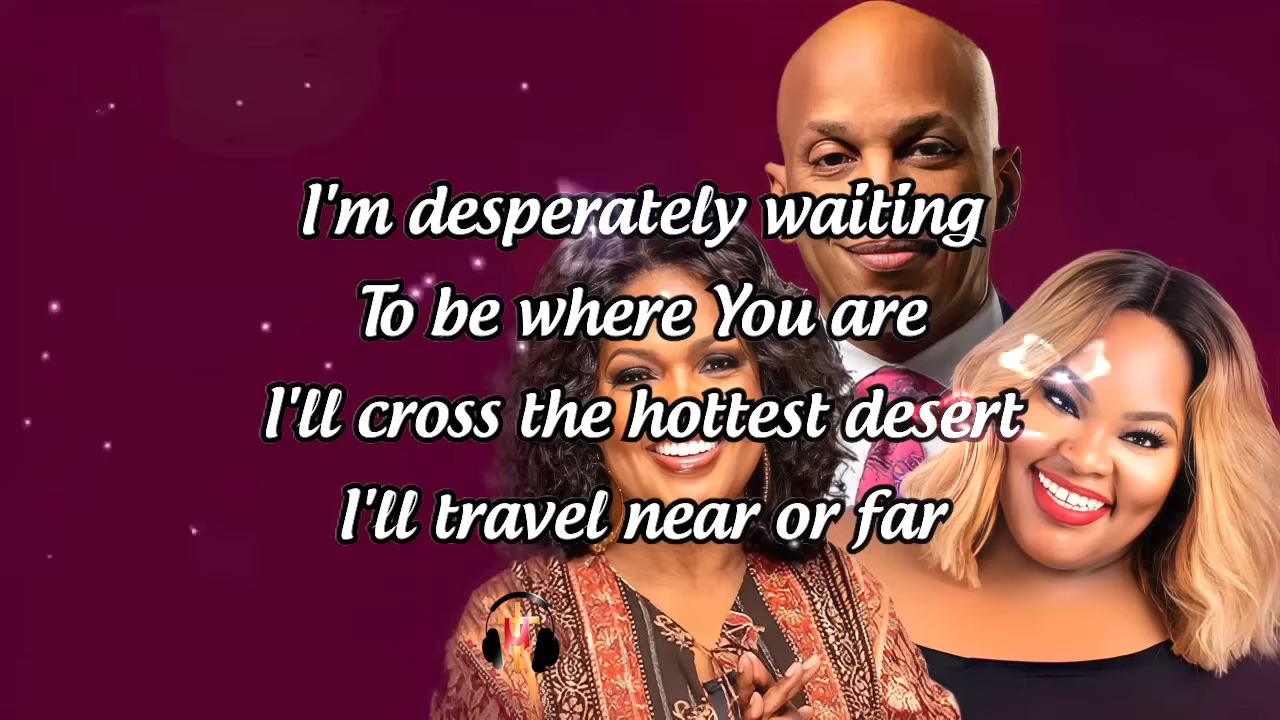 I'm desperately waiting
To be where You are
I'll cross the hottest desert
I'll travel near or far